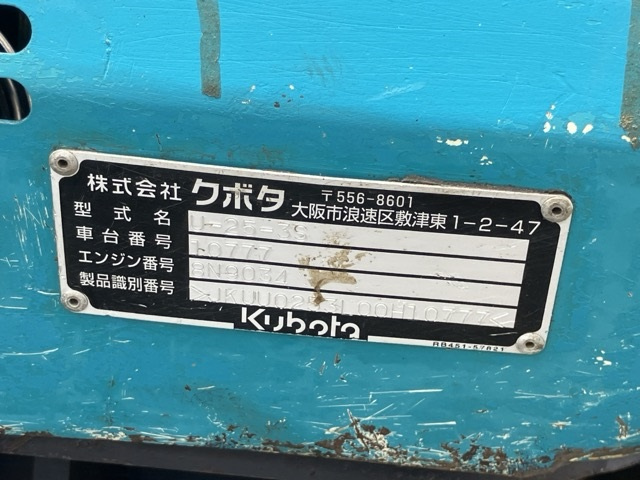 株式会社 クボタ 〒556-8601
大阪市浪速区敷津東1-2-47
型式名 U-25-3S
車台番号 10777
エンジン番号
製品識別番号
Kubota
RB451-57821